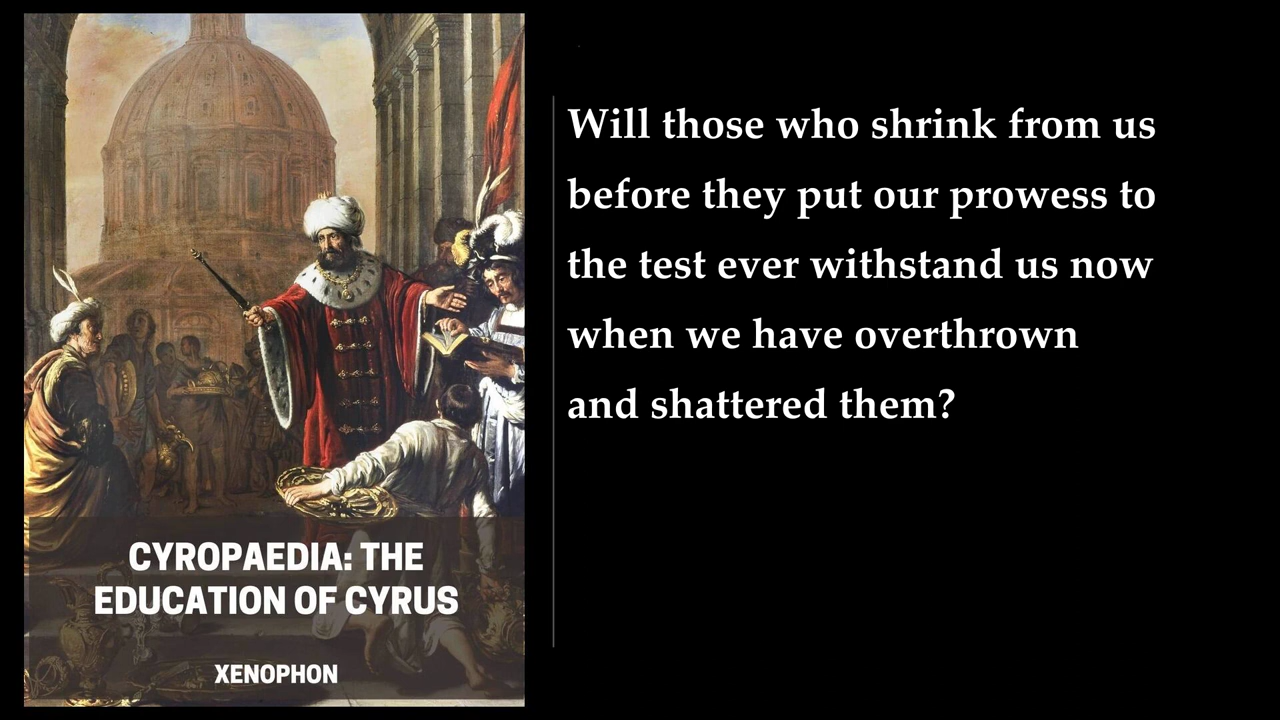 CYROPAEDIA: THE
EDUCATION OF CYRUS
XENOPHON
Will those who shrink from us
before they put our prowess to
the test ever withstand us now
when we have overthrown
and shattered them?